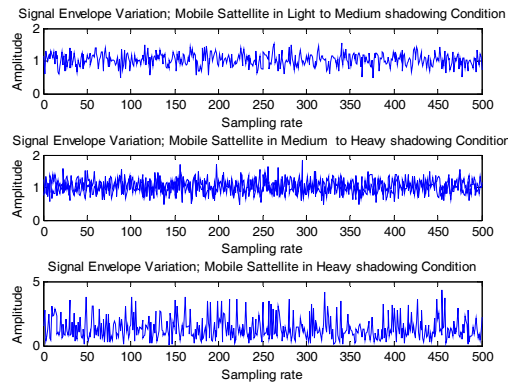 Signal Envelope Variation; Mobile Sattellite in Light to Medium shadowing Condition
Amplitude
2
1
0
0 50 100 150 200 250 300 350 400 450 500
Sampling rate
Signal Envelope Variation; Mobile Sattellite in Medium to Heavy shadowing Condition
Amplitude
2
1
0
0 50 100 150 200 250 300 350 400 450 500
Sampling rate
Signal Envelope Variation; Mobile Sattellite in Heavy shadowing Condition
Amplitude
5
0
0 50 100 150 200 250 300 350 400 450 500
Sampling rate